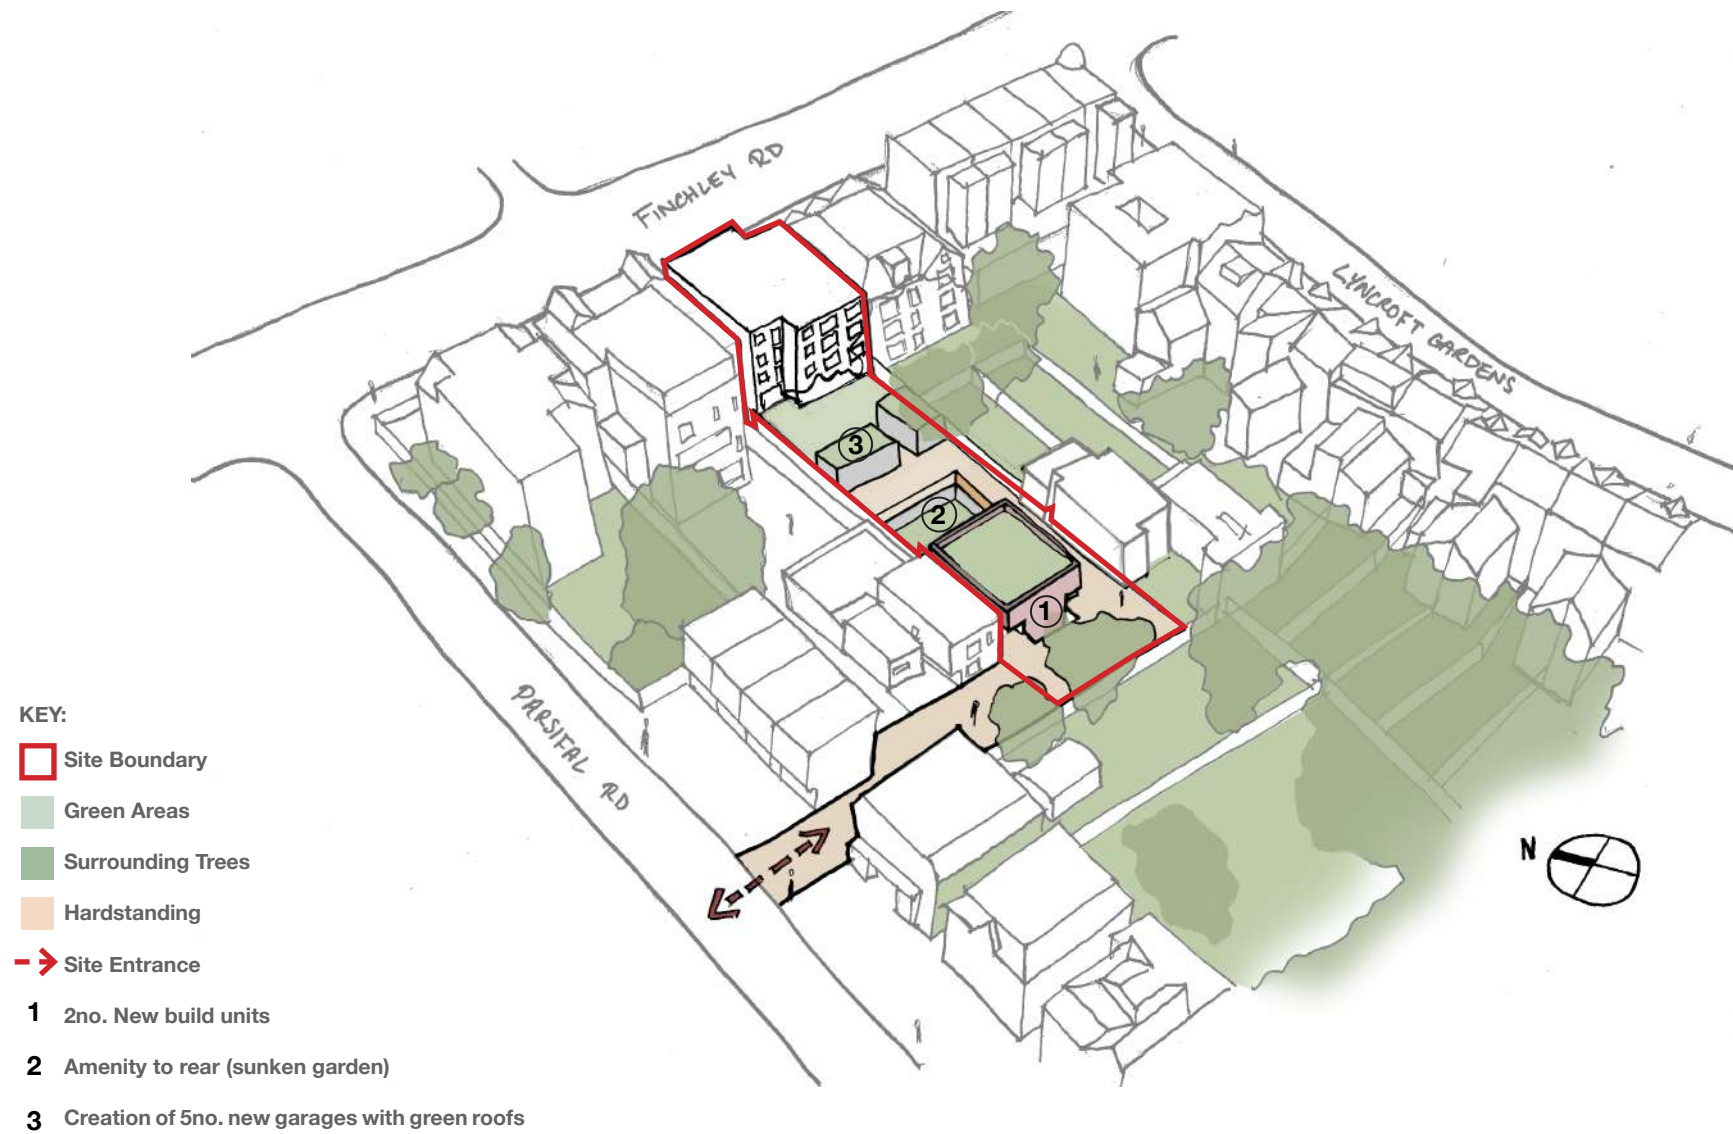 FINCHLEY RD
LYNCROFT GARDENS
3
2
1
PARSIFAL RD
N
KEY:
Site Boundary
Green Areas
Surrounding Trees
Hardstanding
Site Entrance
1 2no. New build units
2 Amenity to rear (sunken garden)
3 Creation of 5no. new garages with green roofs